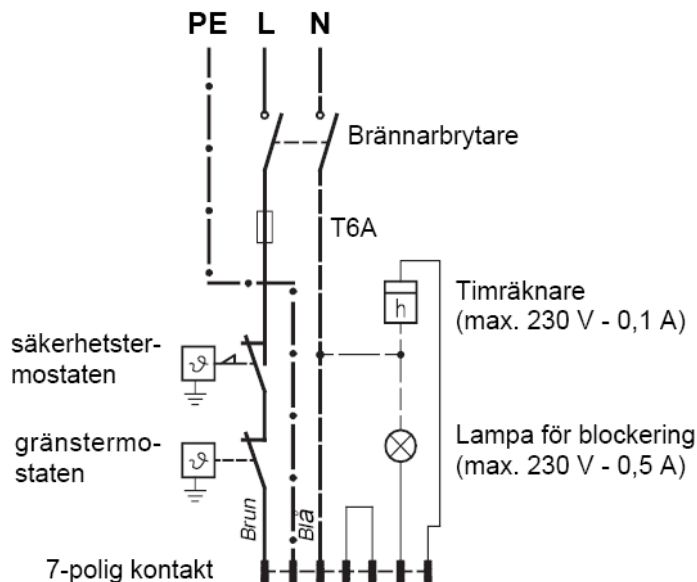 PE L N
Brännarbrytare
T6A
h
Timräknare
(max. 230 V - 0,1 A)
säkerhetster-
mostaten
ϑ
gränstermo-
staten
ϑ
Lampa för blockering
(max. 230 V - 0,5 A)
Brun
Blå
7-polig kontakt